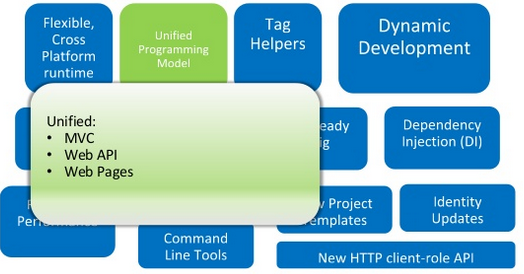 Flexible,
Cross
Platform
runtime
Unified
Programming
Model
Tag
Helpers
Dynamic
Development
Unified:
• MVC
• Web API
• Web Pages
Dependency
Injection (DI)
Project
Identity
Updates
Command
Line Tools
New HTTP client-role API